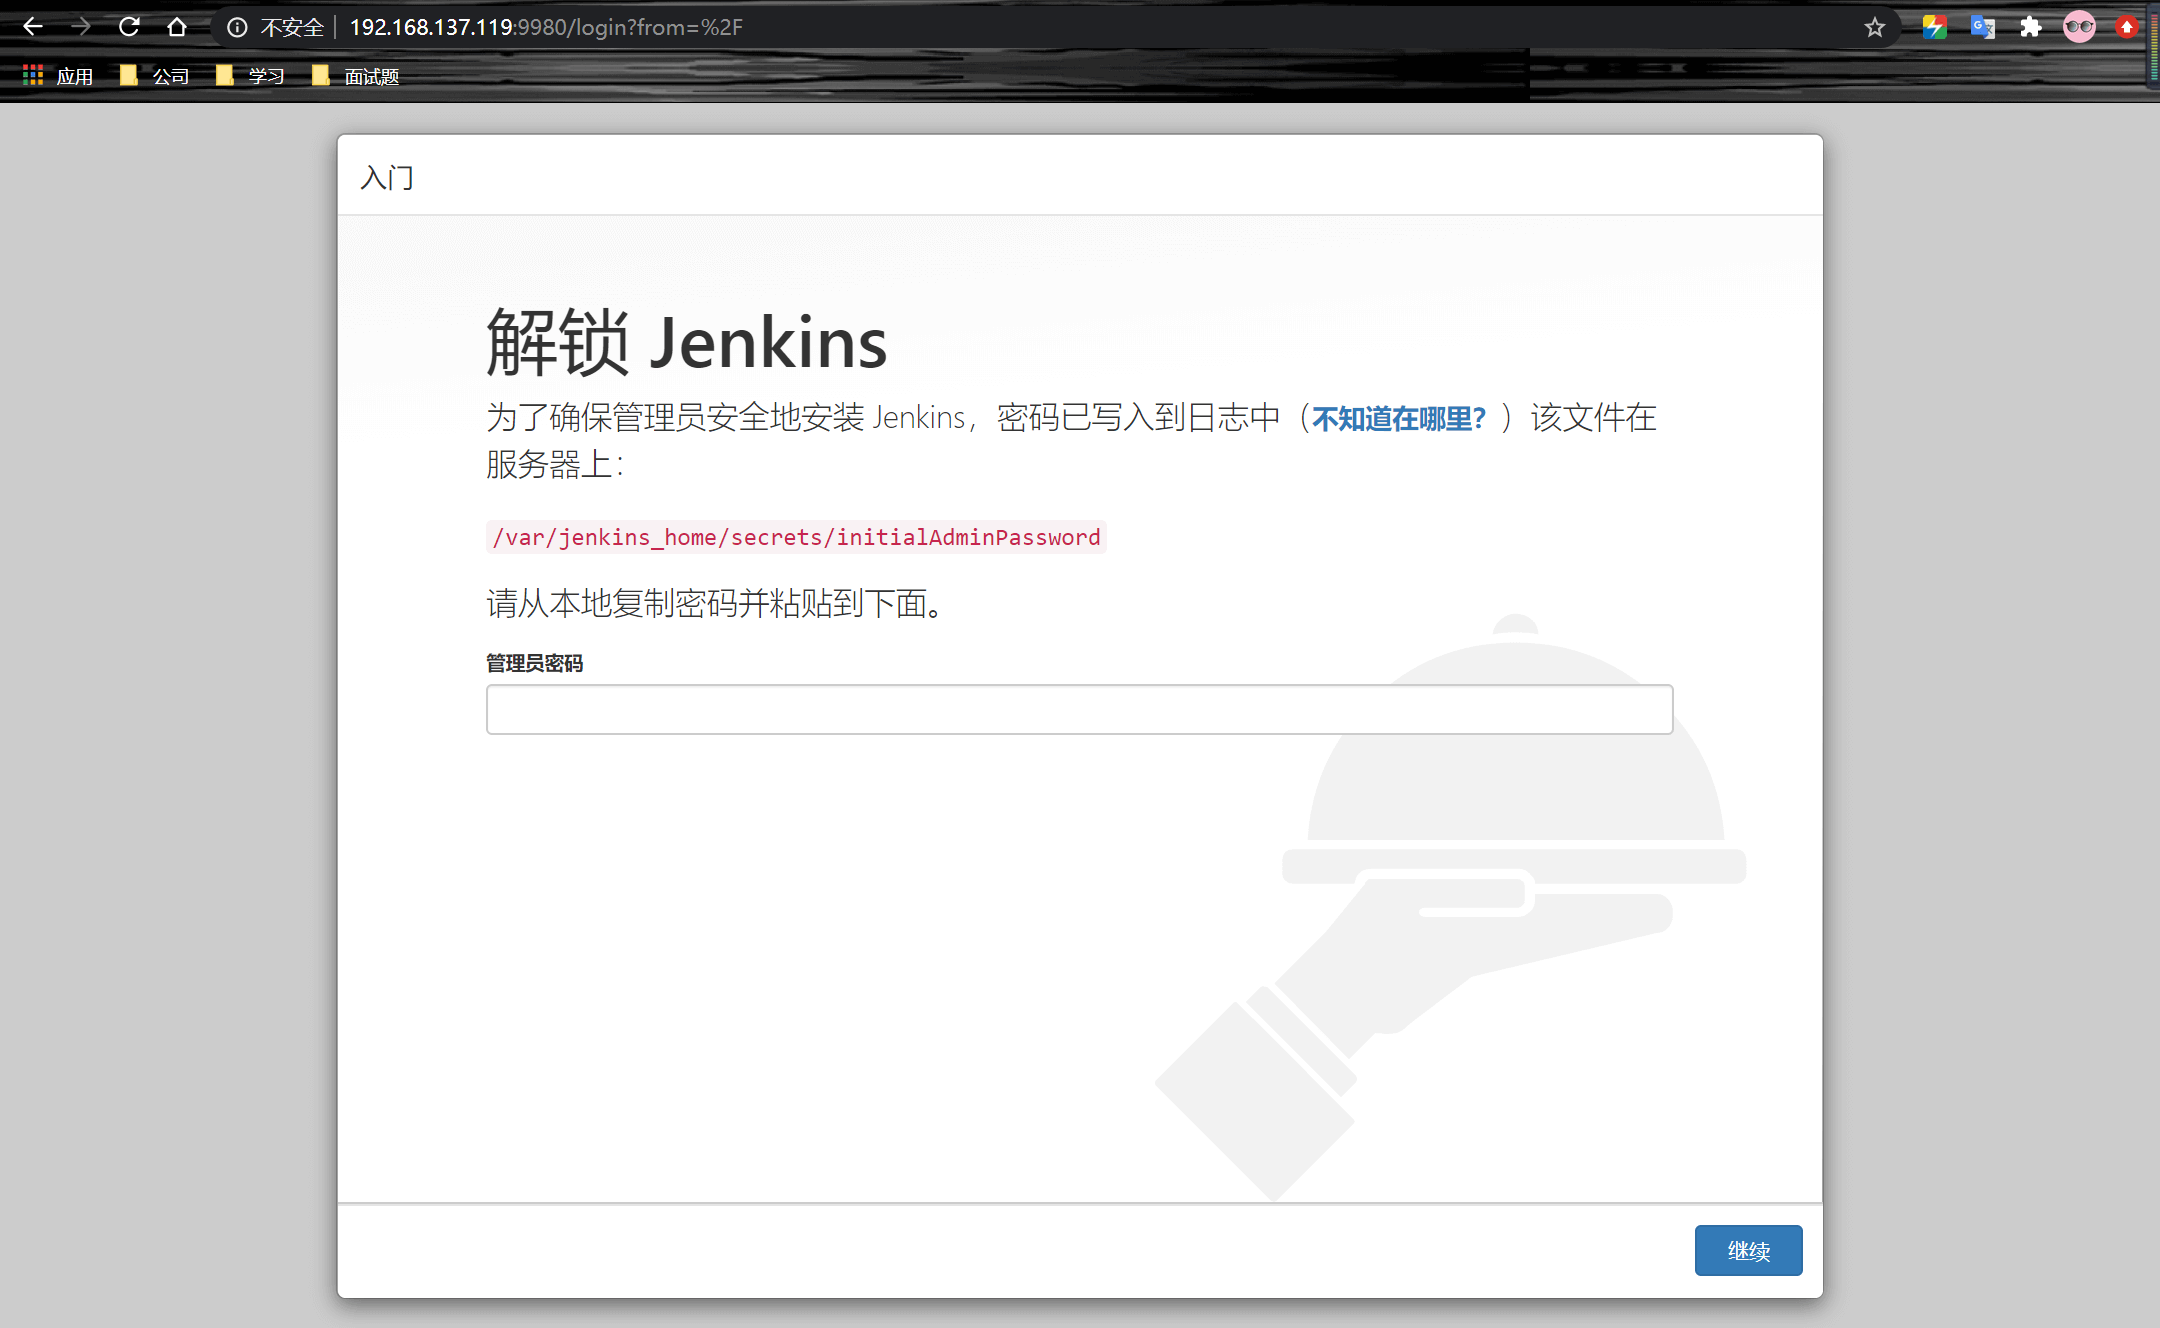 不安全 192.168.137.119:9980/login?from=%2F
应用 公司 学习 面试题
入门
解锁 Jenkins
为了确保管理员安全地安装 Jenkins，密码已写入到日志中（不知道在哪里？）该文件在
服务器上：
/var/jenkins_home/secrets/initialAdminPassword
请从本地复制密码并粘贴到下面。
管理员密码
继续